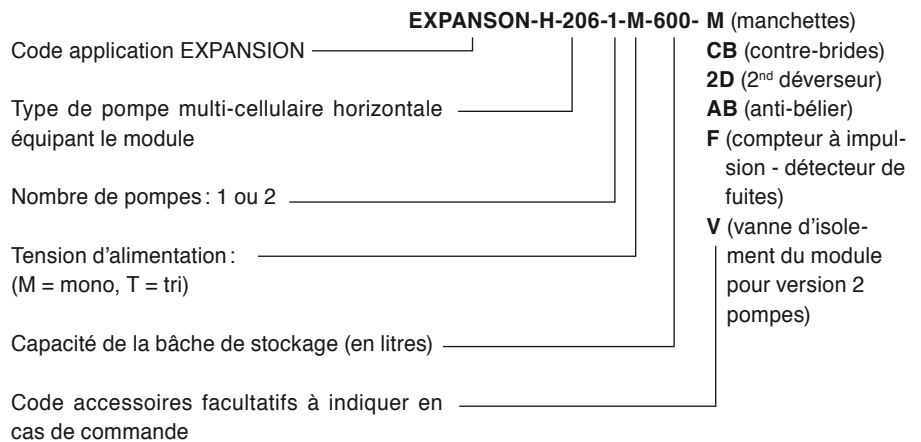 EXPANSON-H-206-1-M-600- M (manchettes)
Code application EXPANSION
CB (contre-brides)
2D (2nd déverseur)
Type de pompe multi-cellulaire horizontale
équipant le module
AB (anti-bélier)
F (compteur à impul-
sion - détecteur de
fuites)
Nombre de pompes : 1 ou 2
V (vanne d'isole-
ment du module
pour version 2
pompes)
Tension d'alimentation :
(M = mono, T = tri)
Capacité de la bâche de stockage (en litres)
Code accessoires facultatifs à indiquer en
cas de commande